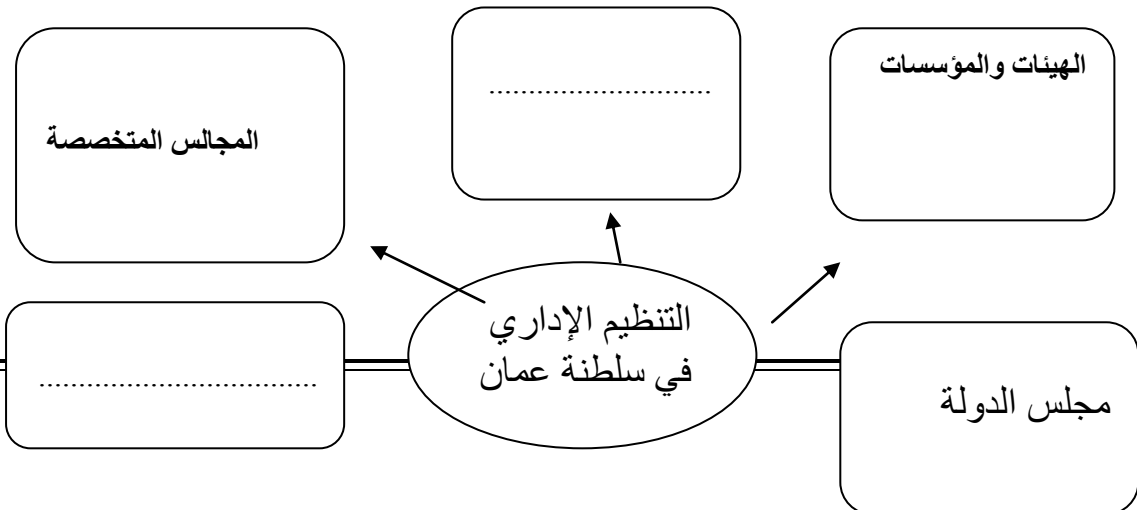 الهيئات والمؤسسات
............................
المجالس المتخصصة
التنظيم الإداري
في سلطنة عمان
مجلس الدولة
..................................